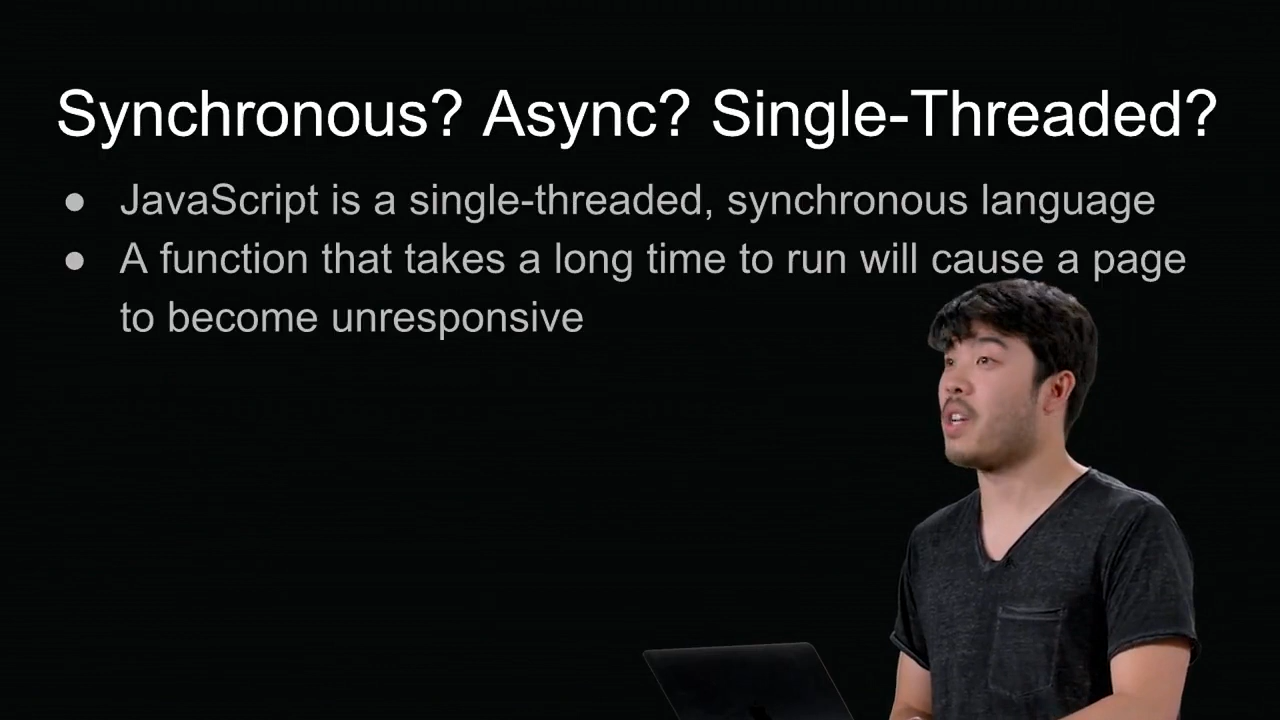 Synchronous? Async? Single-Threaded?
● JavaScript is a single-threaded, synchronous language
● A function that takes a long time to run will cause a page
to become unresponsive